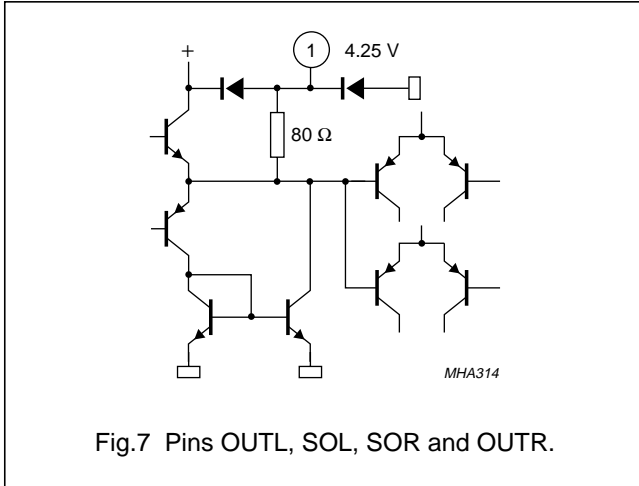 + 1 4.25 V
80 Ω
MHA314
Fig.7 Pins OUTL, SOL, SOR and OUTR.